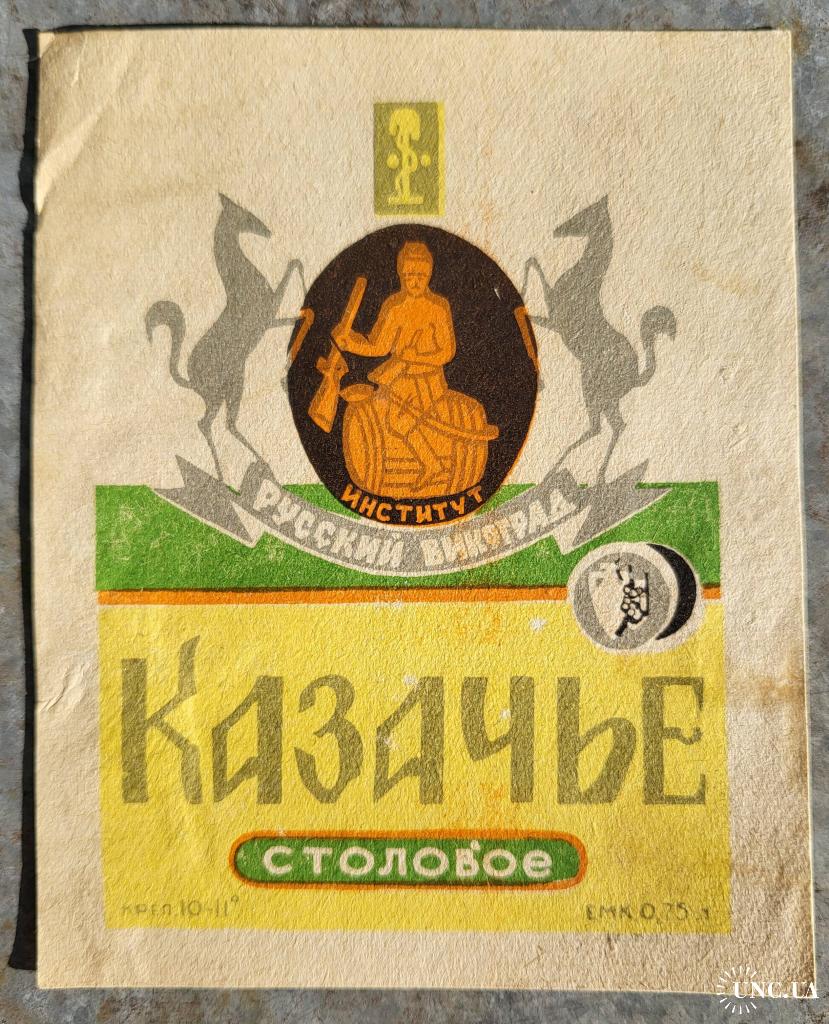 ИНСТИТУТ
РУССКИЙ ВИНОГРАД
КАЗАЧЬЕ
СТОЛОВОЕ
КРЕП. 10-11° ЕМК. 0,75 Л
UNC.UA